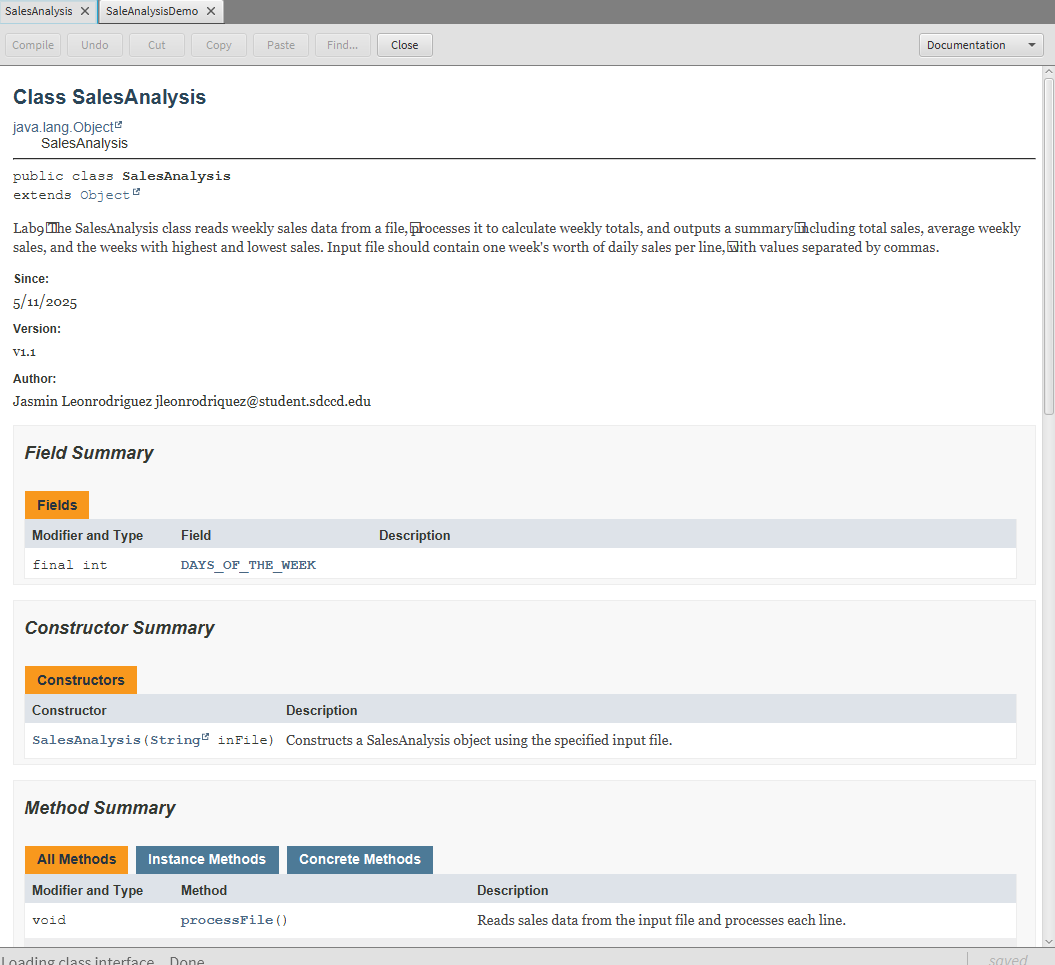 SalesAnalysis ✕ SaleAnalysisDemo ✕
Compile Undo Cut Copy Paste Find... Close Documentation
Class SalesAnalysis
java.lang.Object
SalesAnalysis
public class SalesAnalysis
extends Object
Lab9 The SalesAnalysis class reads weekly sales data from a file, processes it to calculate weekly totals, and outputs a summary including total sales, average weekly
sales, and the weeks with highest and lowest sales. Input file should contain one week's worth of daily sales per line, with values separated by commas.
Since:
5/11/2025
Version:
v1.1
Author:
Jasmin Leonrodriguez jleonrodriquez@student.sdccd.edu
Field Summary
Fields
Modifier and Type Field Description
final int DAYS_OF_THE_WEEK
Constructor Summary
Constructors
Constructor Description
SalesAnalysis(String inFile) Constructs a SalesAnalysis object using the specified input file.
Method Summary
All Methods Instance Methods Concrete Methods
Modifier and Type Method Description
void processFile() Reads sales data from the input file and processes each line.
Loading class interface... Done. saved